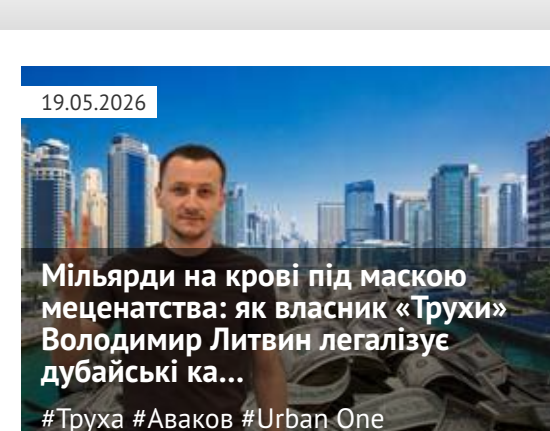 19.05.2026
Мільярди на крові під маскою
меценатства: як власник «Трухи»
Володимир Литвин легалізує
дубайські ка...
#Труха #Аваков #Urban One